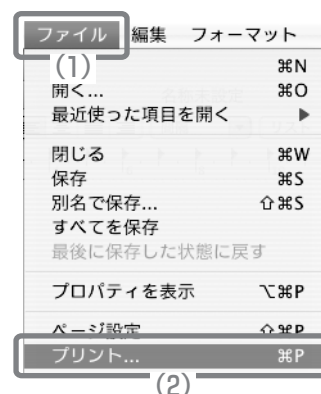 ファイル 編集 フォーマット
(1) ⌘N
開く... ⌘O
最近使った項目を開く ▶
閉じる ⌘W
保存 ⌘S
別名で保存... ⇧⌘S
すべてを保存
最後に保存した状態に戻す
プロパティを表示 ⌥⌘P
ページ設定... ⇧⌘P
プリント... ⌘P
(2)